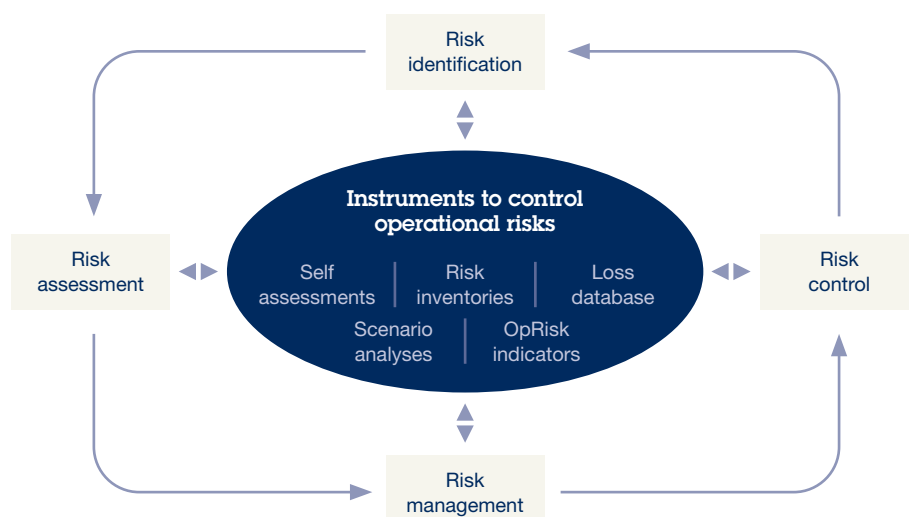 Risk
identification
Instruments to control
operational risks
Risk
assessment
Self
assessments
Risk
inventories
Loss
database
Scenario
analyses
OpRisk
indicators
Risk
control
Risk
management